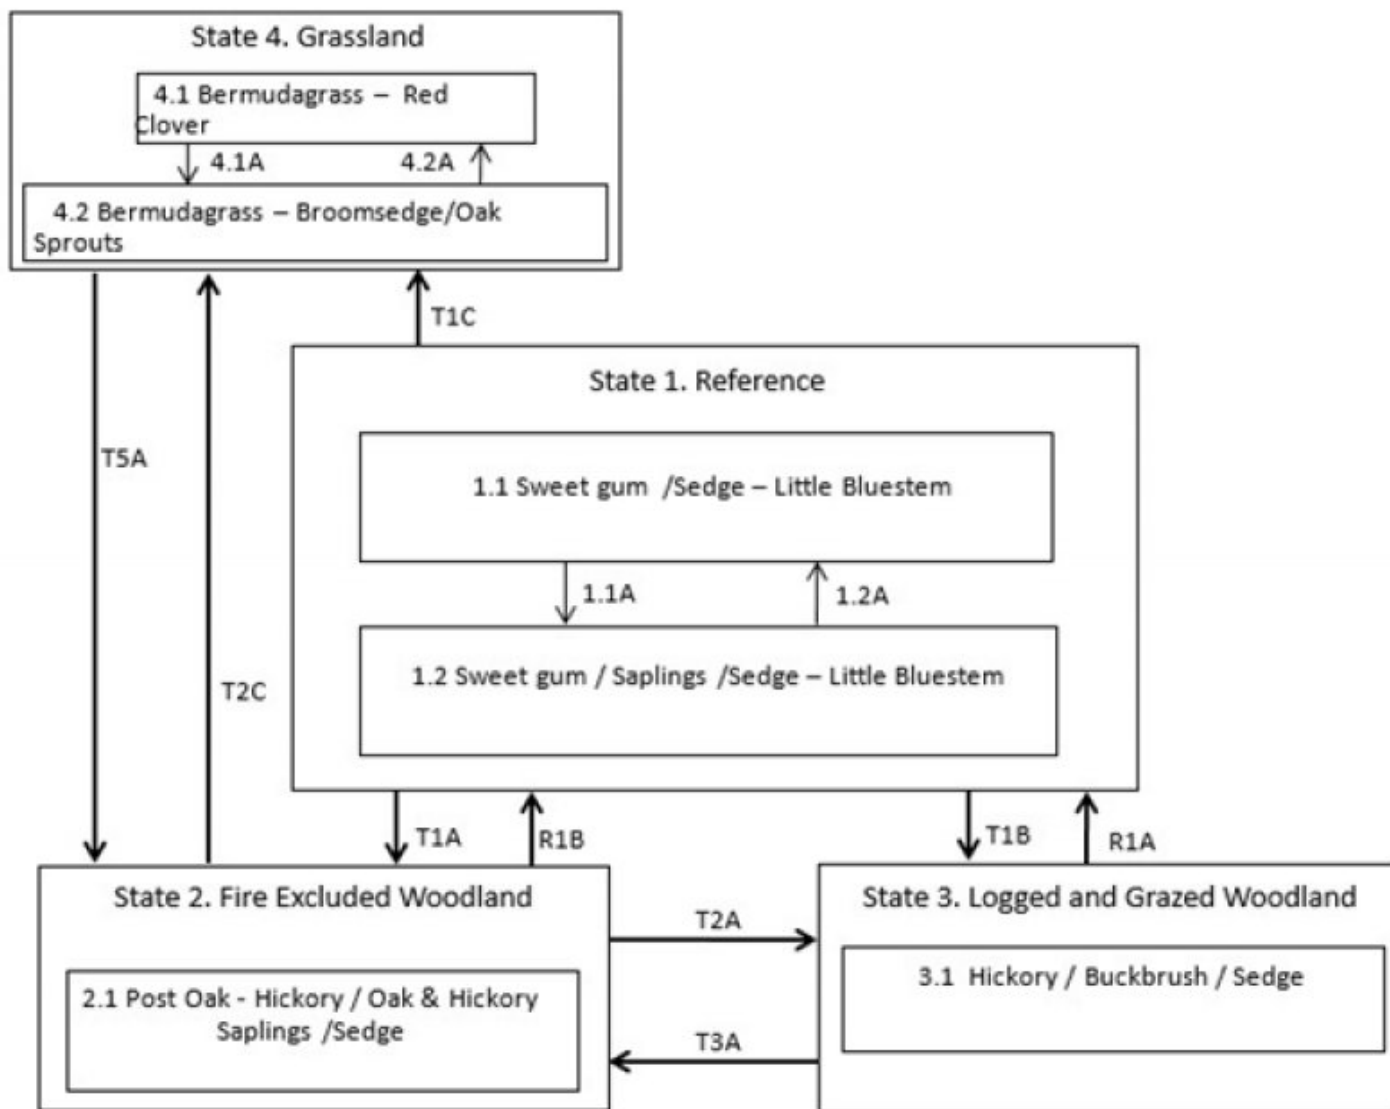 State 4. Grassland
4.1 Bermudagrass – Red
Clover
4.1A
4.2A
4.2 Bermudagrass – Broomsedge/Oak
Sprouts
T1C
State 1. Reference
T5A
1.1 Sweet gum /Sedge – Little Bluestem
1.1A
1.2A
1.2 Sweet gum / Saplings /Sedge – Little Bluestem
T2C
T1A
R1B
T1B
R1A
State 2. Fire Excluded Woodland
State 3. Logged and Grazed Woodland
T2A
2.1 Post Oak - Hickory / Oak & Hickory
Saplings /Sedge
3.1 Hickory / Buckbrush / Sedge
T3A